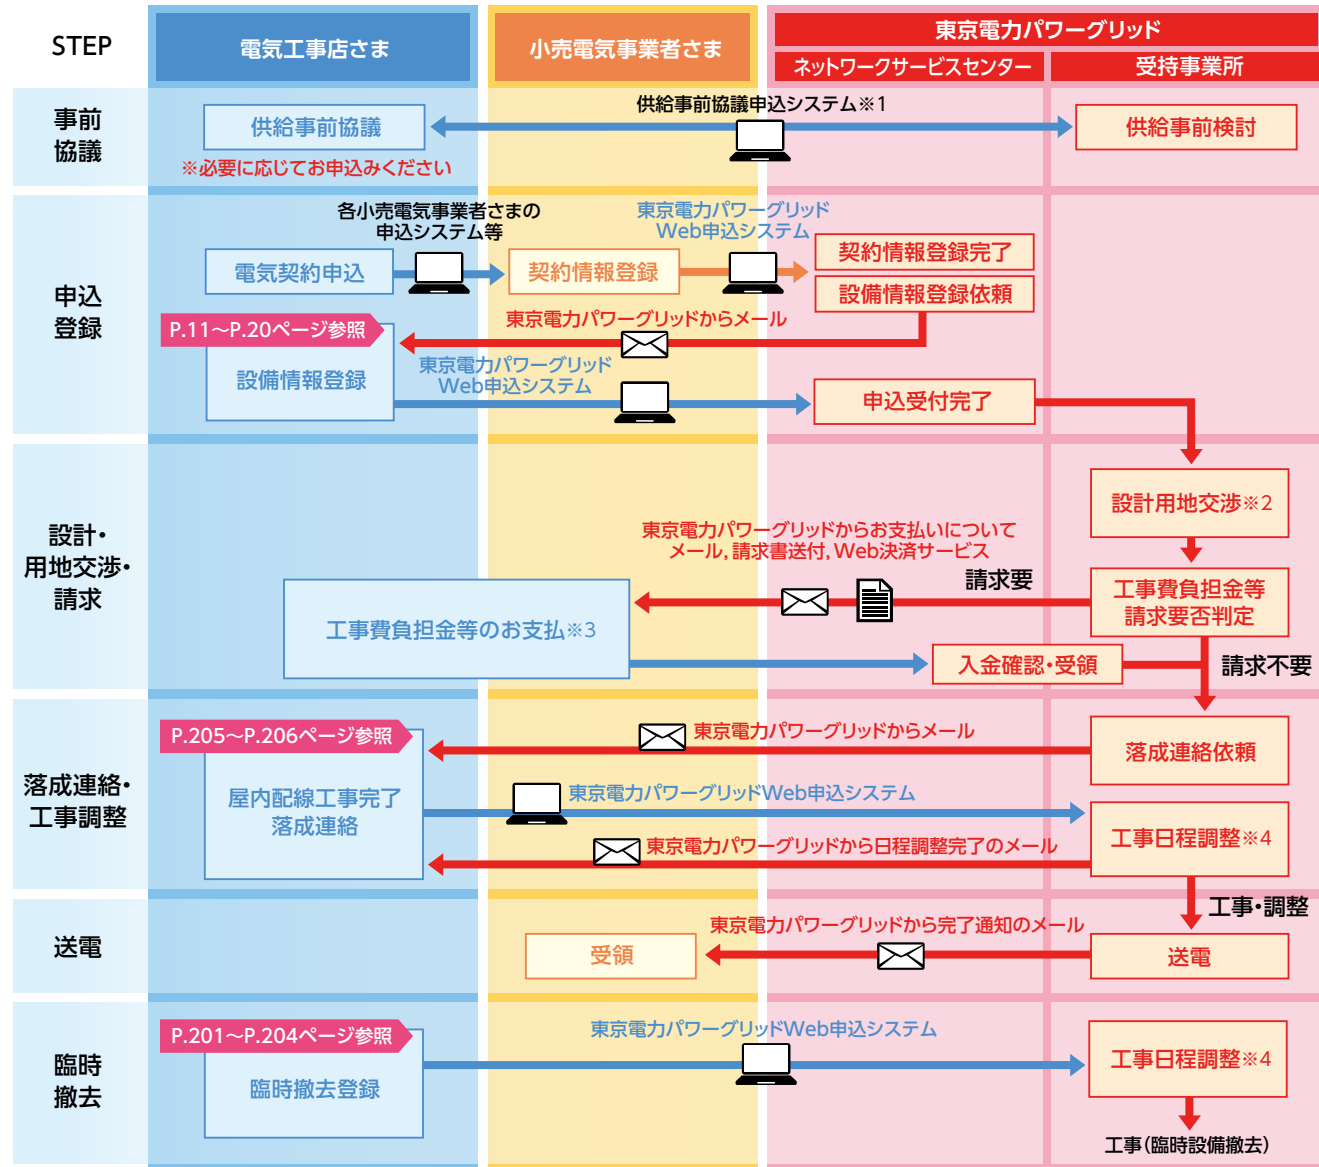 STEP
電気工事店さま
小売電気事業者さま
東京電力パワーグリッド
ネットワークサービスセンター
受持事業所
事前
協議
供給事前協議
※必要に応じてお申込みください
供給事前協議申込システム※1
供給事前検討
申込
登録
各小売電気事業者さまの
申込システム等
東京電力パワーグリッド
Web申込システム
電気契約申込
契約情報登録
契約情報登録完了
設備情報登録依頼
東京電力パワーグリッドからメール
P.11〜P.20ページ参照
設備情報登録
東京電力パワーグリッド
Web申込システム
申込受付完了
設計・
用地交渉・
請求
設計用地交渉※2
東京電力パワーグリッドからお支払いについて
メール，請求書送付，Web決済サービス
請求要
工事費負担金等
請求要否判定
工事費負担金等のお支払※3
入金確認・受領
請求不要
落成連絡・
工事調整
P.205〜P.206ページ参照
東京電力パワーグリッドからメール
落成連絡依頼
屋内配線工事完了
落成連絡
東京電力パワーグリッドWeb申込システム
工事日程調整※4
東京電力パワーグリッドから日程調整完了のメール
工事・調整
送電
東京電力パワーグリッドから完了通知のメール
受領
送電
臨時
撤去
P.201〜P.204ページ参照
臨時撤去登録
東京電力パワーグリッドWeb申込システム
工事日程調整※4
工事（臨時設備撤去）